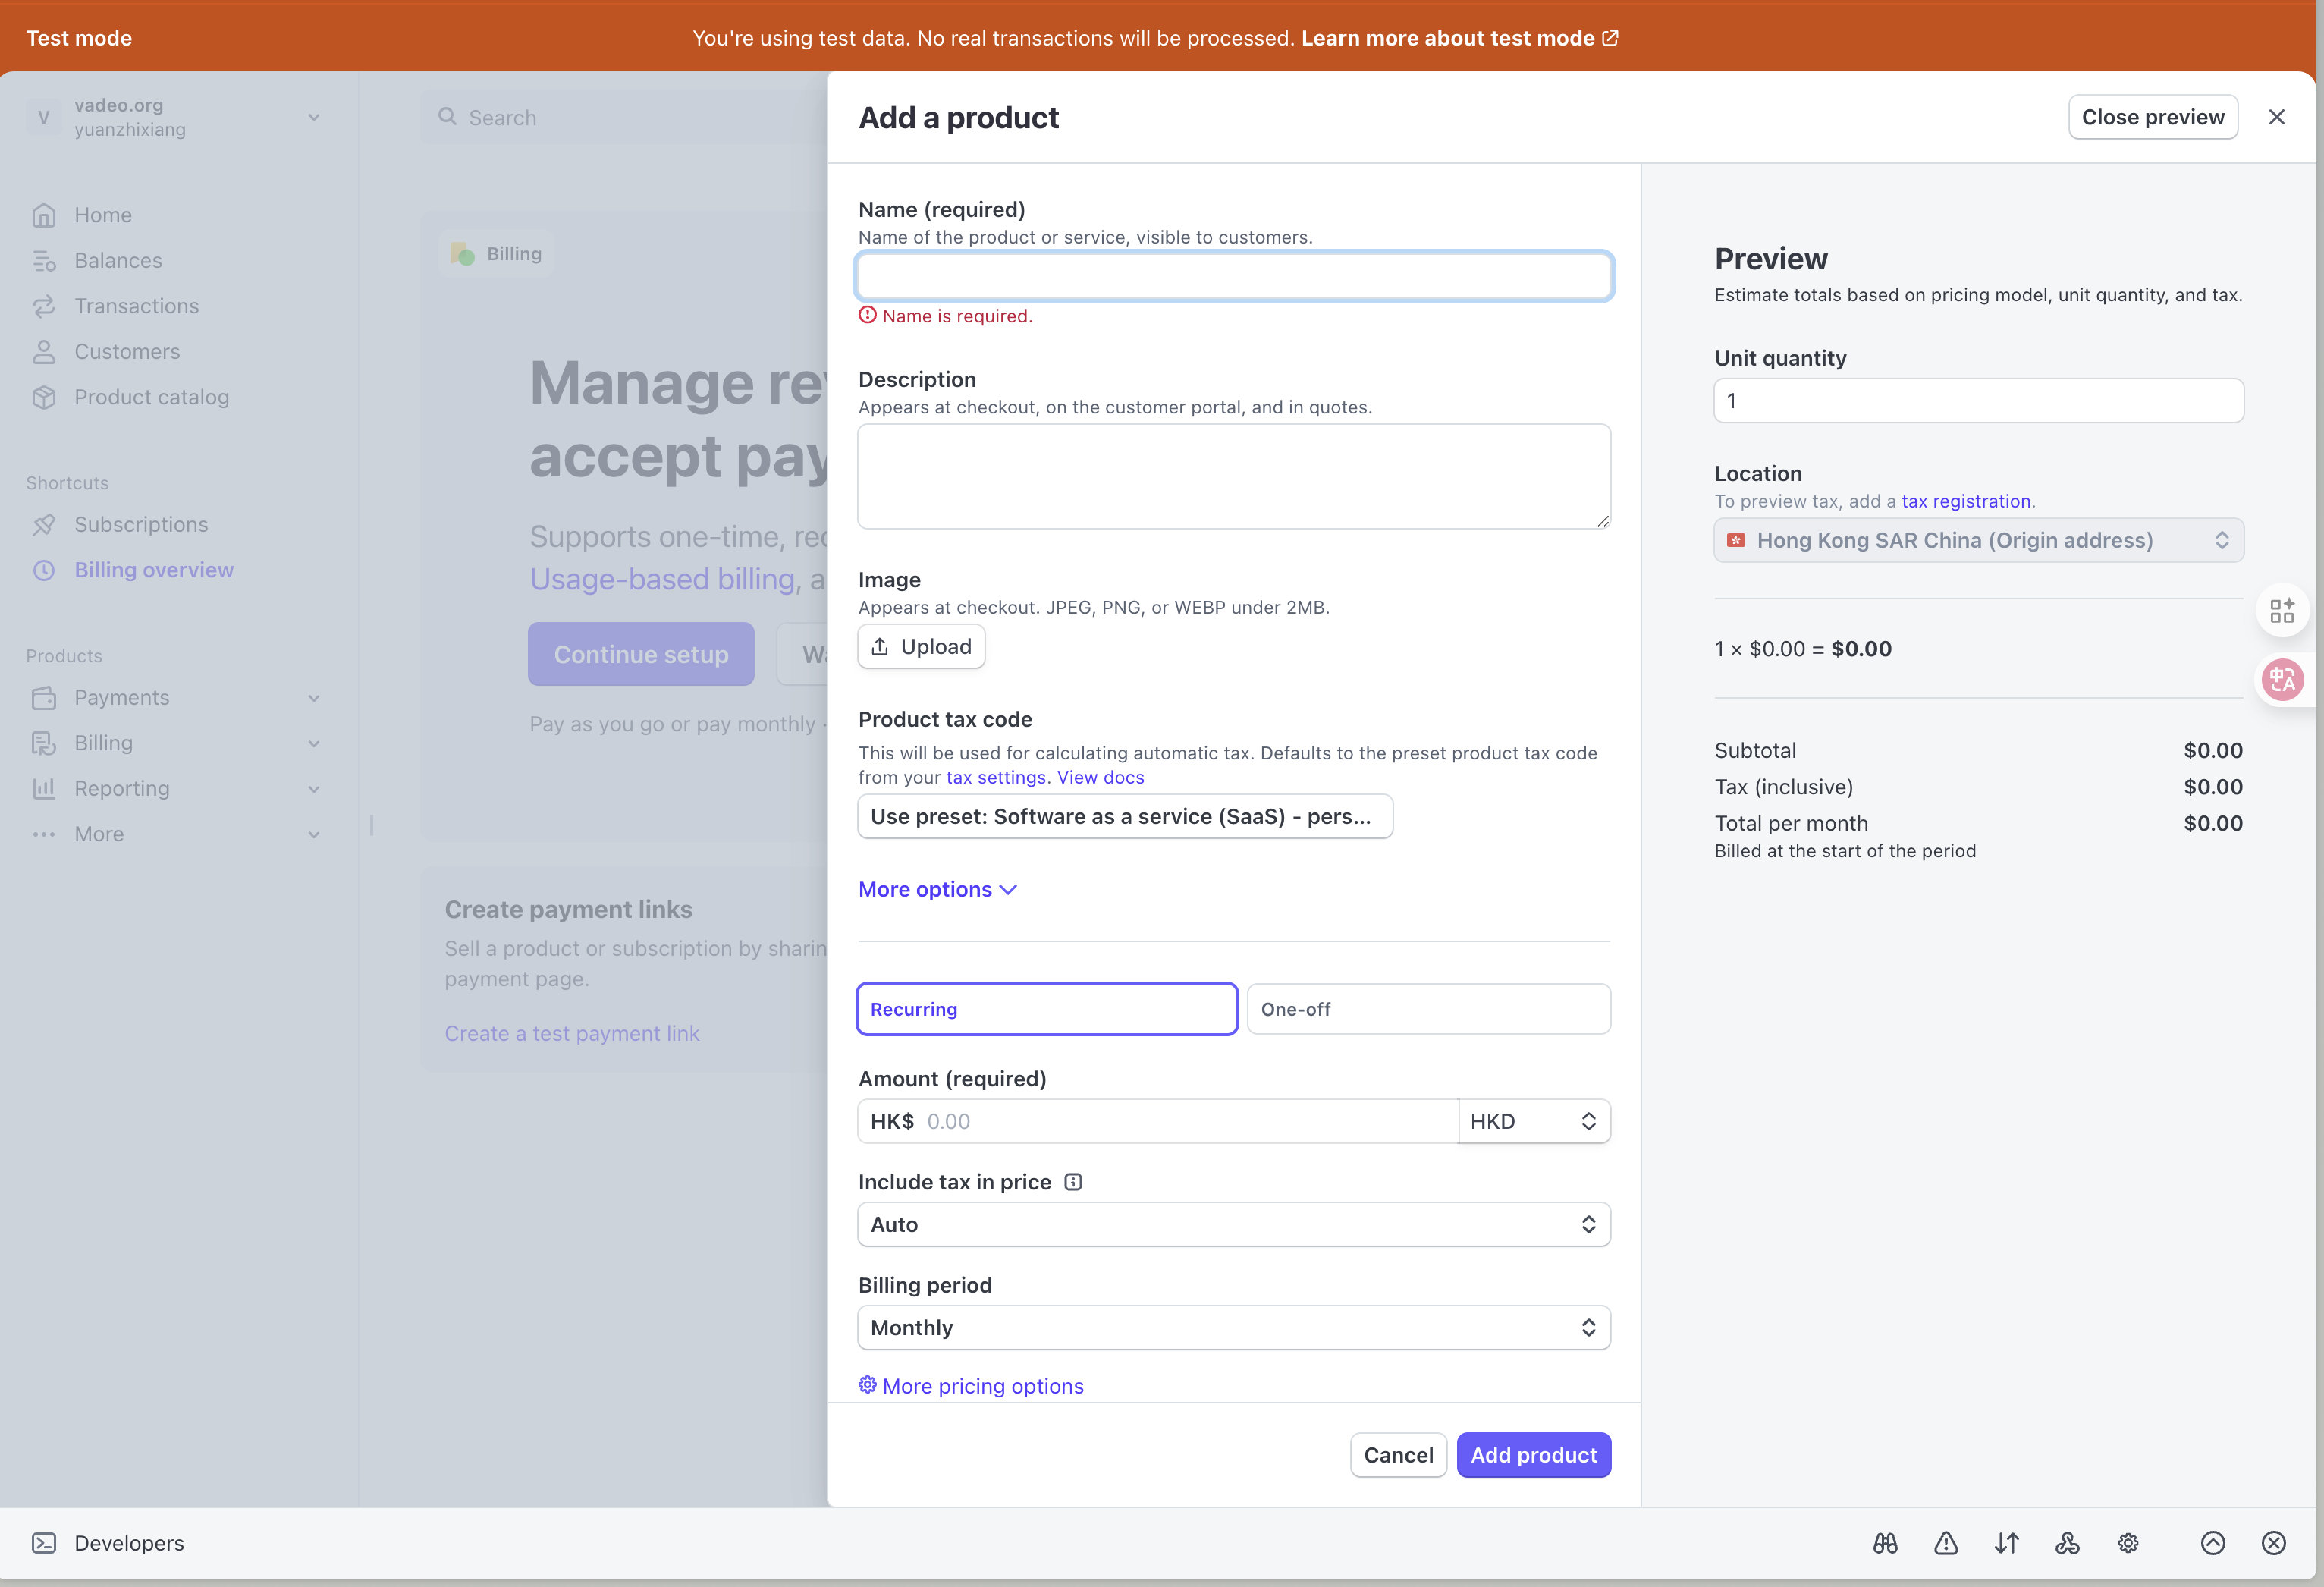 Test mode
You're using test data. No real transactions will be processed. Learn more about test mode
V
vadeo.org
yuanzhixiang
Home
Balances
Transactions
Customers
Product catalog
Shortcuts
Subscriptions
Billing overview
Products
Payments
Billing
Reporting
More
Search
Billing
Manage re
accept pay
Supports one-time, rec
Usage-based billing, a
Continue setup
Wa
Pay as you go or pay monthly ·
Create payment links
Sell a product or subscription by sharin
payment page.
Create a test payment link
Add a product
Close preview
Name (required)
Name of the product or service, visible to customers.
Name is required.
Description
Appears at checkout, on the customer portal, and in quotes.
Image
Appears at checkout. JPEG, PNG, or WEBP under 2MB.
Upload
Product tax code
This will be used for calculating automatic tax. Defaults to the preset product tax code
from your tax settings. View docs
Use preset: Software as a service (SaaS) - pers...
More options
Recurring
One-off
Amount (required)
HK$ 0.00
HKD
Include tax in price
Auto
Billing period
Monthly
More pricing options
Cancel
Add product
Preview
Estimate totals based on pricing model, unit quantity, and tax.
Unit quantity
1
Location
To preview tax, add a tax registration.
Hong Kong SAR China (Origin address)
1 × $0.00 = $0.00
Subtotal $0.00
Tax (inclusive) $0.00
Total per month $0.00
Billed at the start of the period
中A
Developers